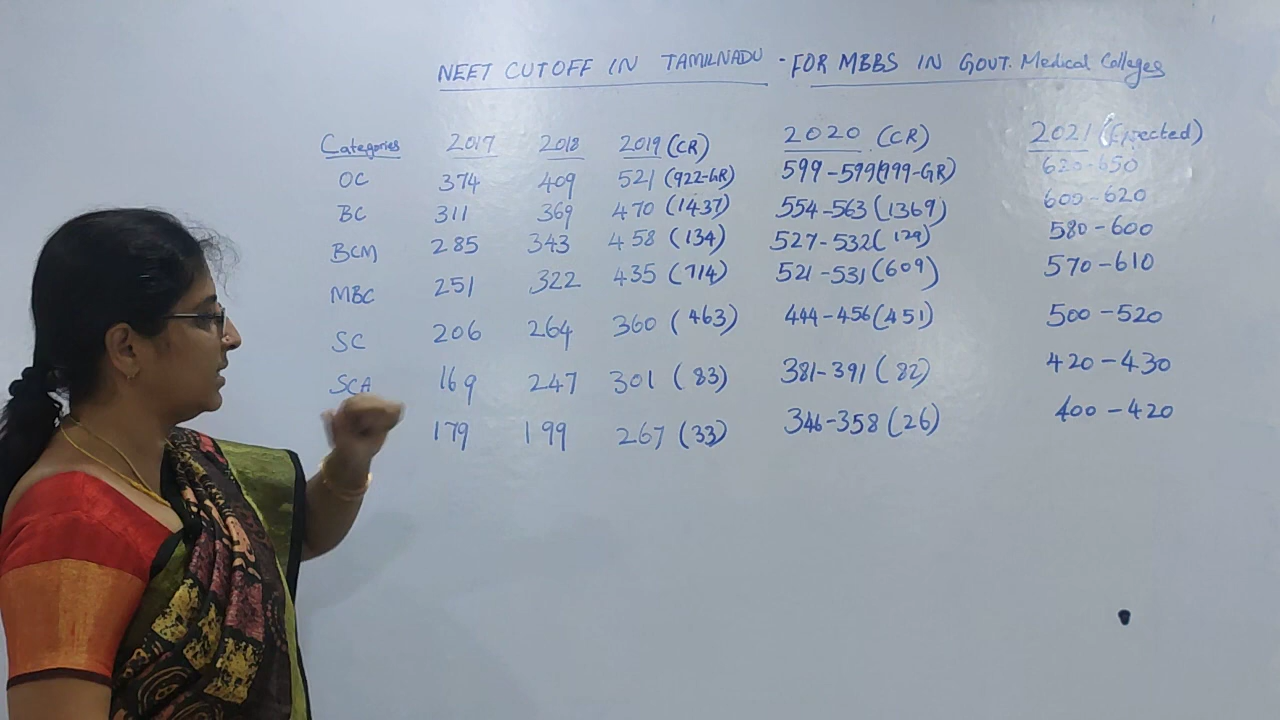 NEET CUTOFF IN TAMILNADU - FOR MBBS IN GOVT. Medical Colleges
Categories 2017 2018 2019 (CR) 2020 (CR) 2021 (Expected)
OC 374 409 521 (922-GR) 599-599(999-GR) 620-650
BC 311 369 470 (1437) 554-563 (1369) 600-620
BCM 285 343 458 (134) 527-532( 129) 580-600
MBC 251 322 435 (714) 521-531 (609) 570-610
SC 206 264 360 (463) 444-456 (451) 500-520
SCA 169 247 301 (83) 381-391 (82) 420-430
179 199 267 (33) 346-358 (26) 400-420